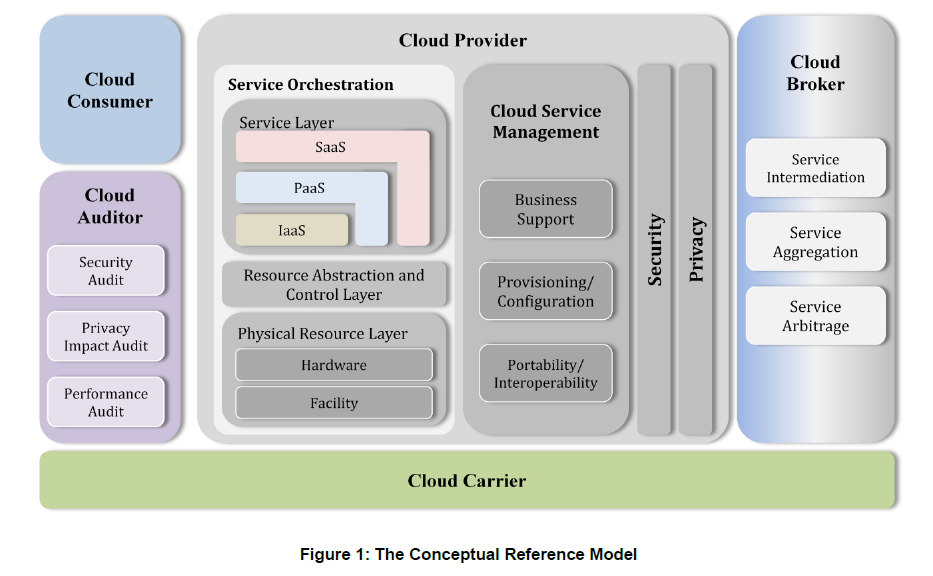 Cloud
Consumer
Cloud
Auditor
Security
Audit
Privacy
Impact Audit
Performance
Audit
Cloud Provider
Service Orchestration
Service Layer
SaaS
PaaS
IaaS
Resource Abstraction and
Control Layer
Physical Resource Layer
Hardware
Facility
Cloud Service
Management
Business
Support
Provisioning/
Configuration
Portability/
Interoperability
Security
Privacy
Cloud
Broker
Service
Intermediation
Service
Aggregation
Service
Arbitrage
Cloud Carrier
Figure 1: The Conceptual Reference Model